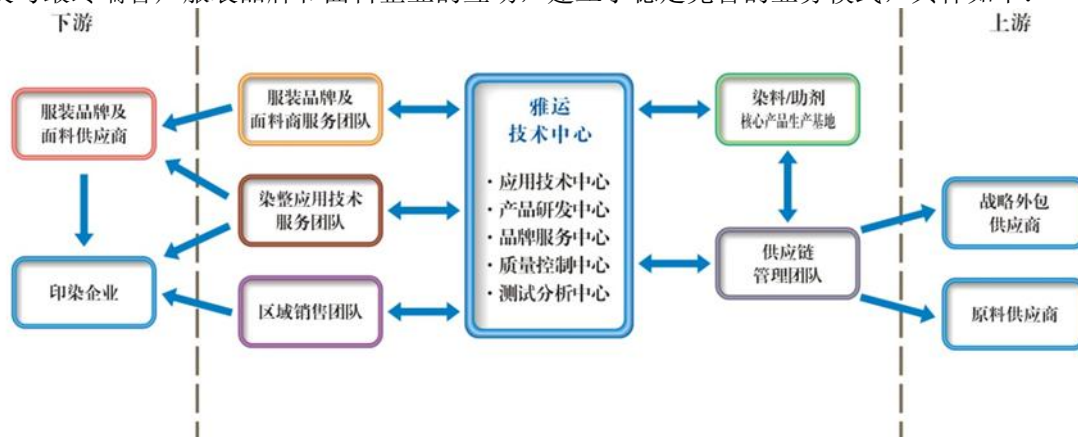 下游
上游
服装品牌及
面料供应商
印染企业
服装品牌及
面料商服务团队
染整应用技术
服务团队
区域销售团队
雅运
技术中心
· 应用技术中心
· 产品研发中心
· 品牌服务中心
· 质量控制中心
· 测试分析中心
染料/助剂
核心产品生产基地
供应链
管理团队
战略外包
供应商
原料供应商